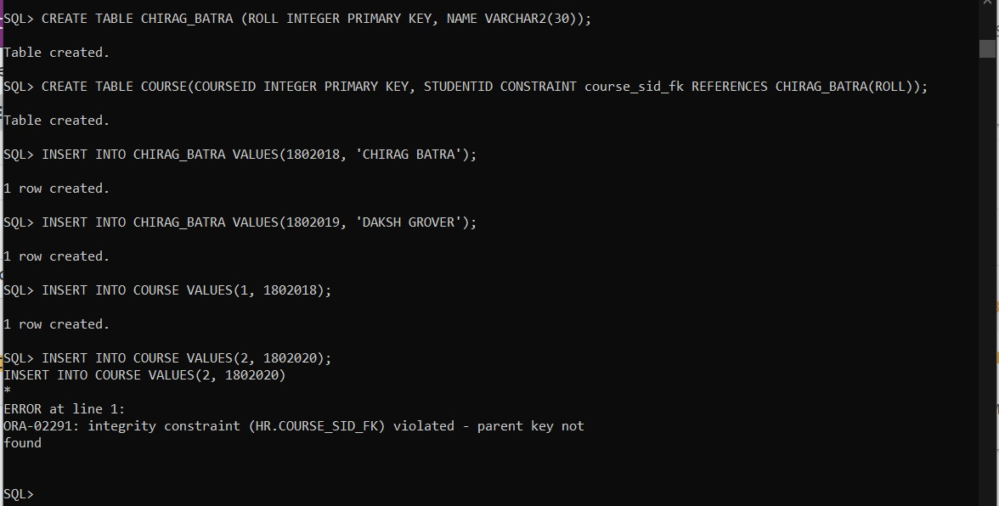 SQL> CREATE TABLE CHIRAG_BATRA (ROLL INTEGER PRIMARY KEY, NAME VARCHAR2(30));
Table created.
SQL> CREATE TABLE COURSE(COURSEID INTEGER PRIMARY KEY, STUDENTID CONSTRAINT course_sid_fk REFERENCES CHIRAG_BATRA(ROLL));
Table created.
SQL> INSERT INTO CHIRAG_BATRA VALUES(1802018, 'CHIRAG BATRA');
1 row created.
SQL> INSERT INTO CHIRAG_BATRA VALUES(1802019, 'DAKSH GROVER');
1 row created.
SQL> INSERT INTO COURSE VALUES(1, 1802018);
1 row created.
SQL> INSERT INTO COURSE VALUES(2, 1802020);
INSERT INTO COURSE VALUES(2, 1802020)
*
ERROR at line 1:
ORA-02291: integrity constraint (HR.COURSE_SID_FK) violated - parent key not
found
SQL>